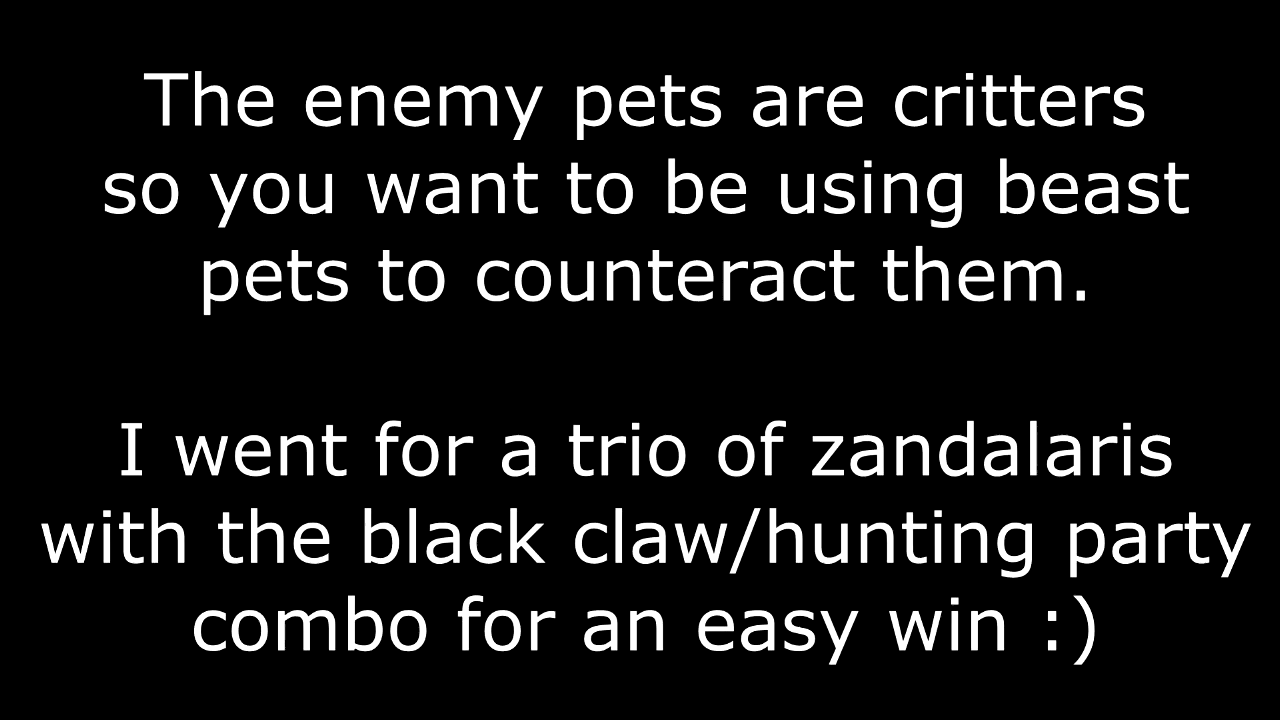 The enemy pets are critters
so you want to be using beast
pets to counteract them.
I went for a trio of zandalaris
with the black claw/hunting party
combo for an easy win :)